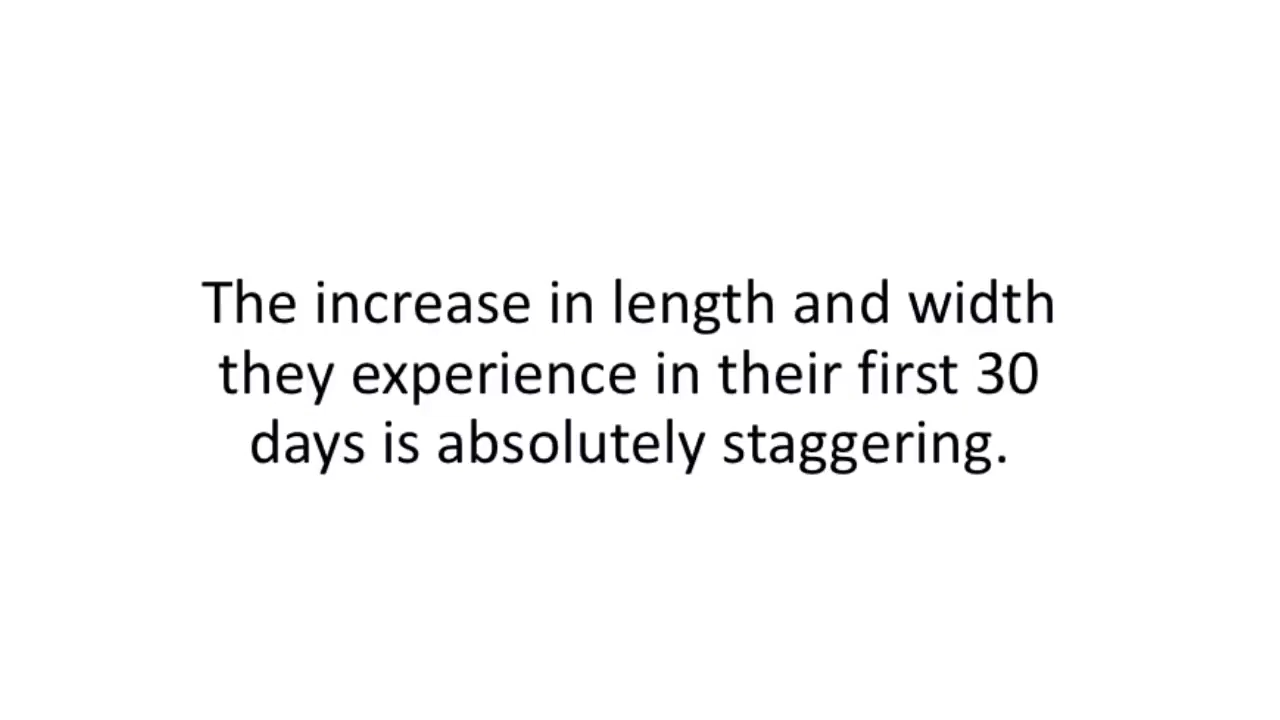 The increase in length and width
they experience in their first 30
days is absolutely staggering.